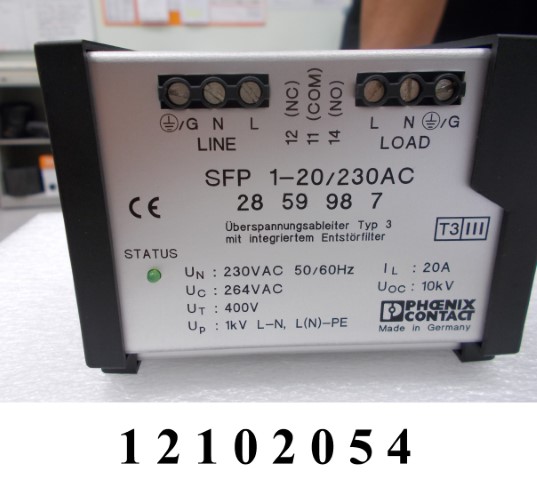 ⏚/G N L
LINE
12 (NC)
11 (COM)
14 (NO)
L N ⏚/G
LOAD
SFP 1-20/230AC
28 59 98 7
CE
Überspannungsableiter Typ 3
mit integriertem Entstörfilter
T3 III
STATUS
UN : 230VAC 50/60Hz
UC : 264VAC
UT : 400V
Up : 1kV L-N, L(N)-PE
IL : 20A
UOC : 10kV
PHŒNIX
CONTACT
Made in Germany
12102054